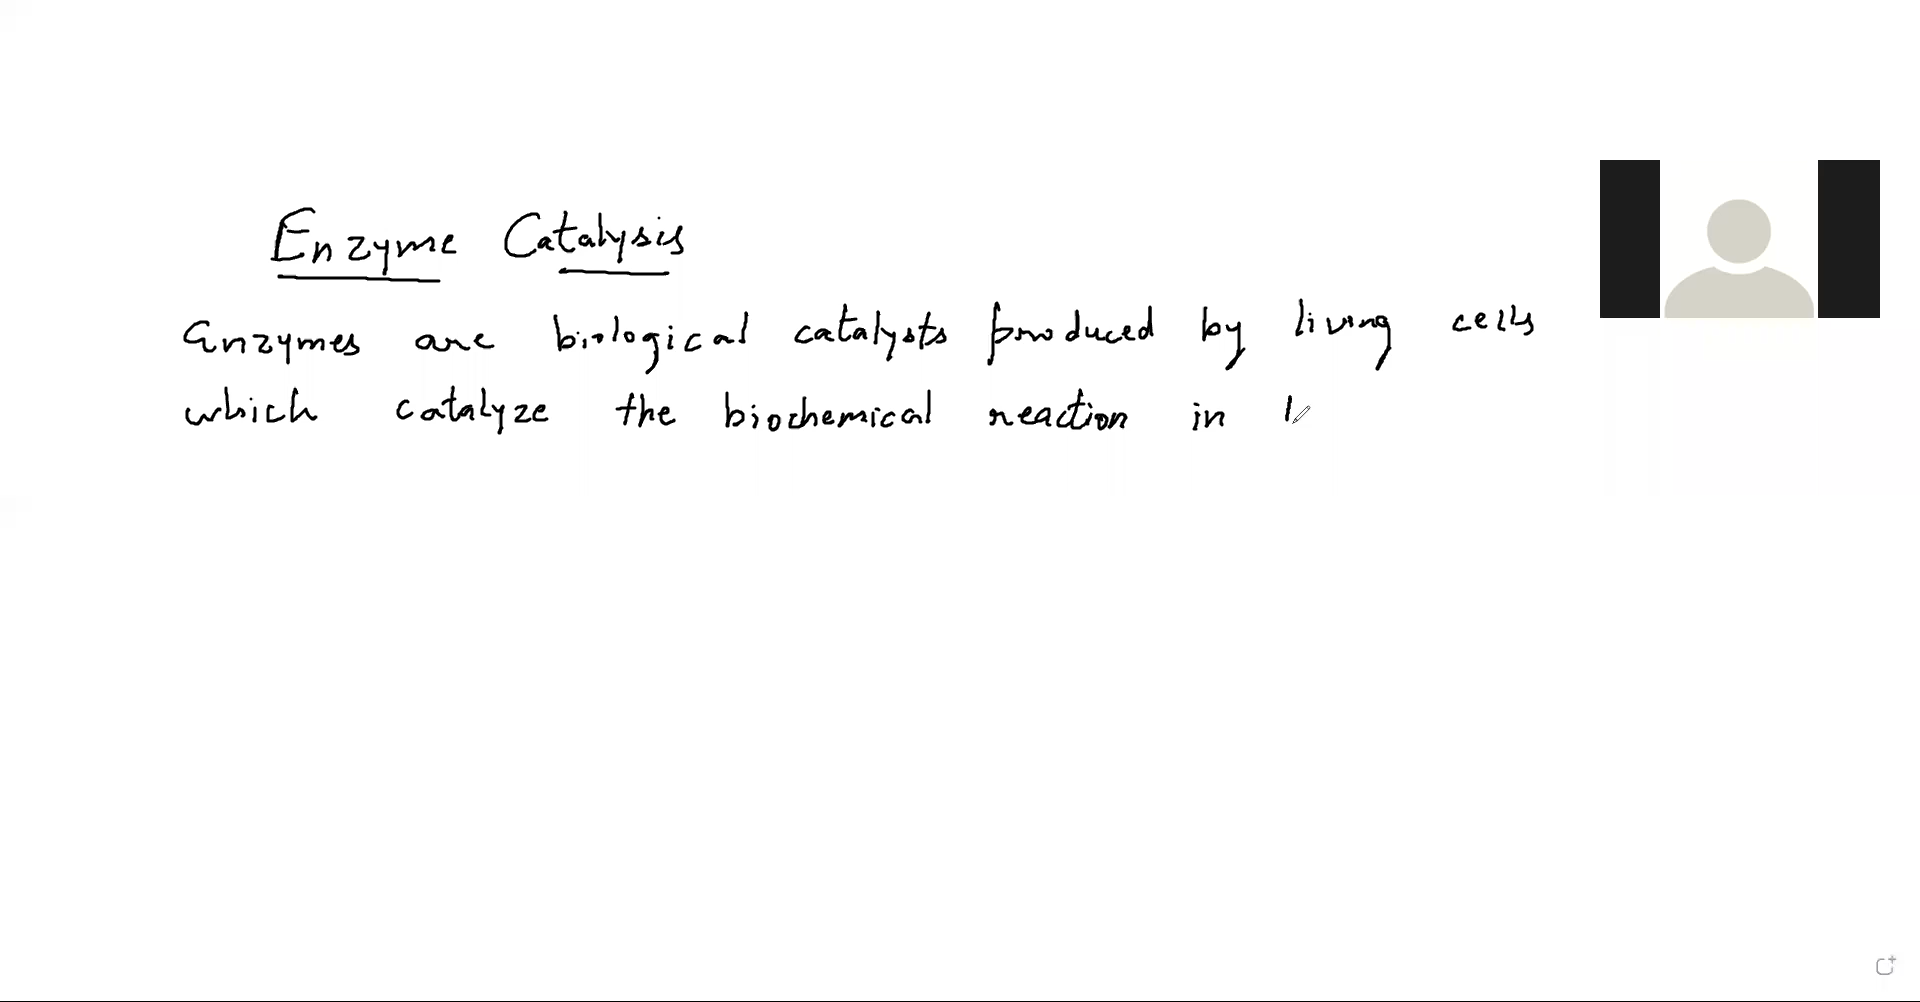 Enzyme Catalysis
Enzymes are biological catalysts produced by living cells
which catalyze the biochemical reaction in